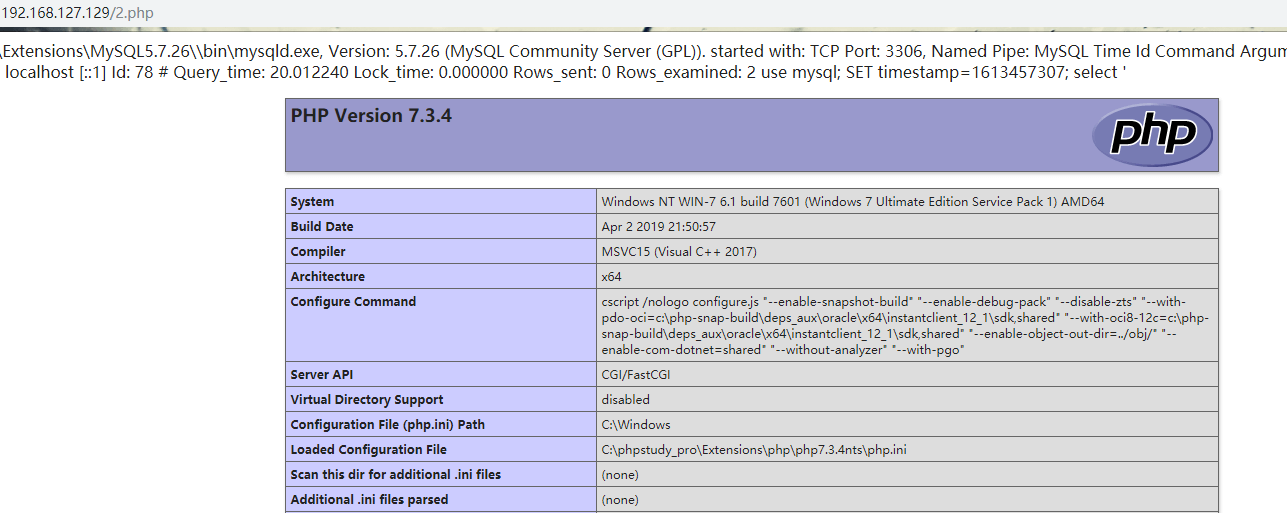 192.168.127.129/2.php
\Extensions\MySQL5.7.26\\bin\mysqld.exe, Version: 5.7.26 (MySQL Community Server (GPL)). started with: TCP Port: 3306, Named Pipe: MySQL Time Id Command Argum
localhost [::1] Id: 78 # Query_time: 20.012240 Lock_time: 0.000000 Rows_sent: 0 Rows_examined: 2 use mysql; SET timestamp=1613457307; select '
PHP Version 7.3.4
php
System Windows NT WIN-7 6.1 build 7601 (Windows 7 Ultimate Edition Service Pack 1) AMD64
Build Date Apr 2 2019 21:50:57
Compiler MSVC15 (Visual C++ 2017)
Architecture x64
Configure Command cscript /nologo configure.js "--enable-snapshot-build" "--enable-debug-pack" "--disable-zts" "--with-
pdo-oci=c:\php-snap-build\deps_aux\oracle\x64\instantclient_12_1\sdk,shared" "--with-oci8-12c=c:\php-
snap-build\deps_aux\oracle\x64\instantclient_12_1\sdk,shared" "--enable-object-out-dir=../obj/" "--
enable-com-dotnet=shared" "--without-analyzer" "--with-pgo"
Server API CGI/FastCGI
Virtual Directory Support disabled
Configuration File (php.ini) Path C:\Windows
Loaded Configuration File C:\phpstudy_pro\Extensions\php\php7.3.4nts\php.ini
Scan this dir for additional .ini files (none)
Additional .ini files parsed (none)